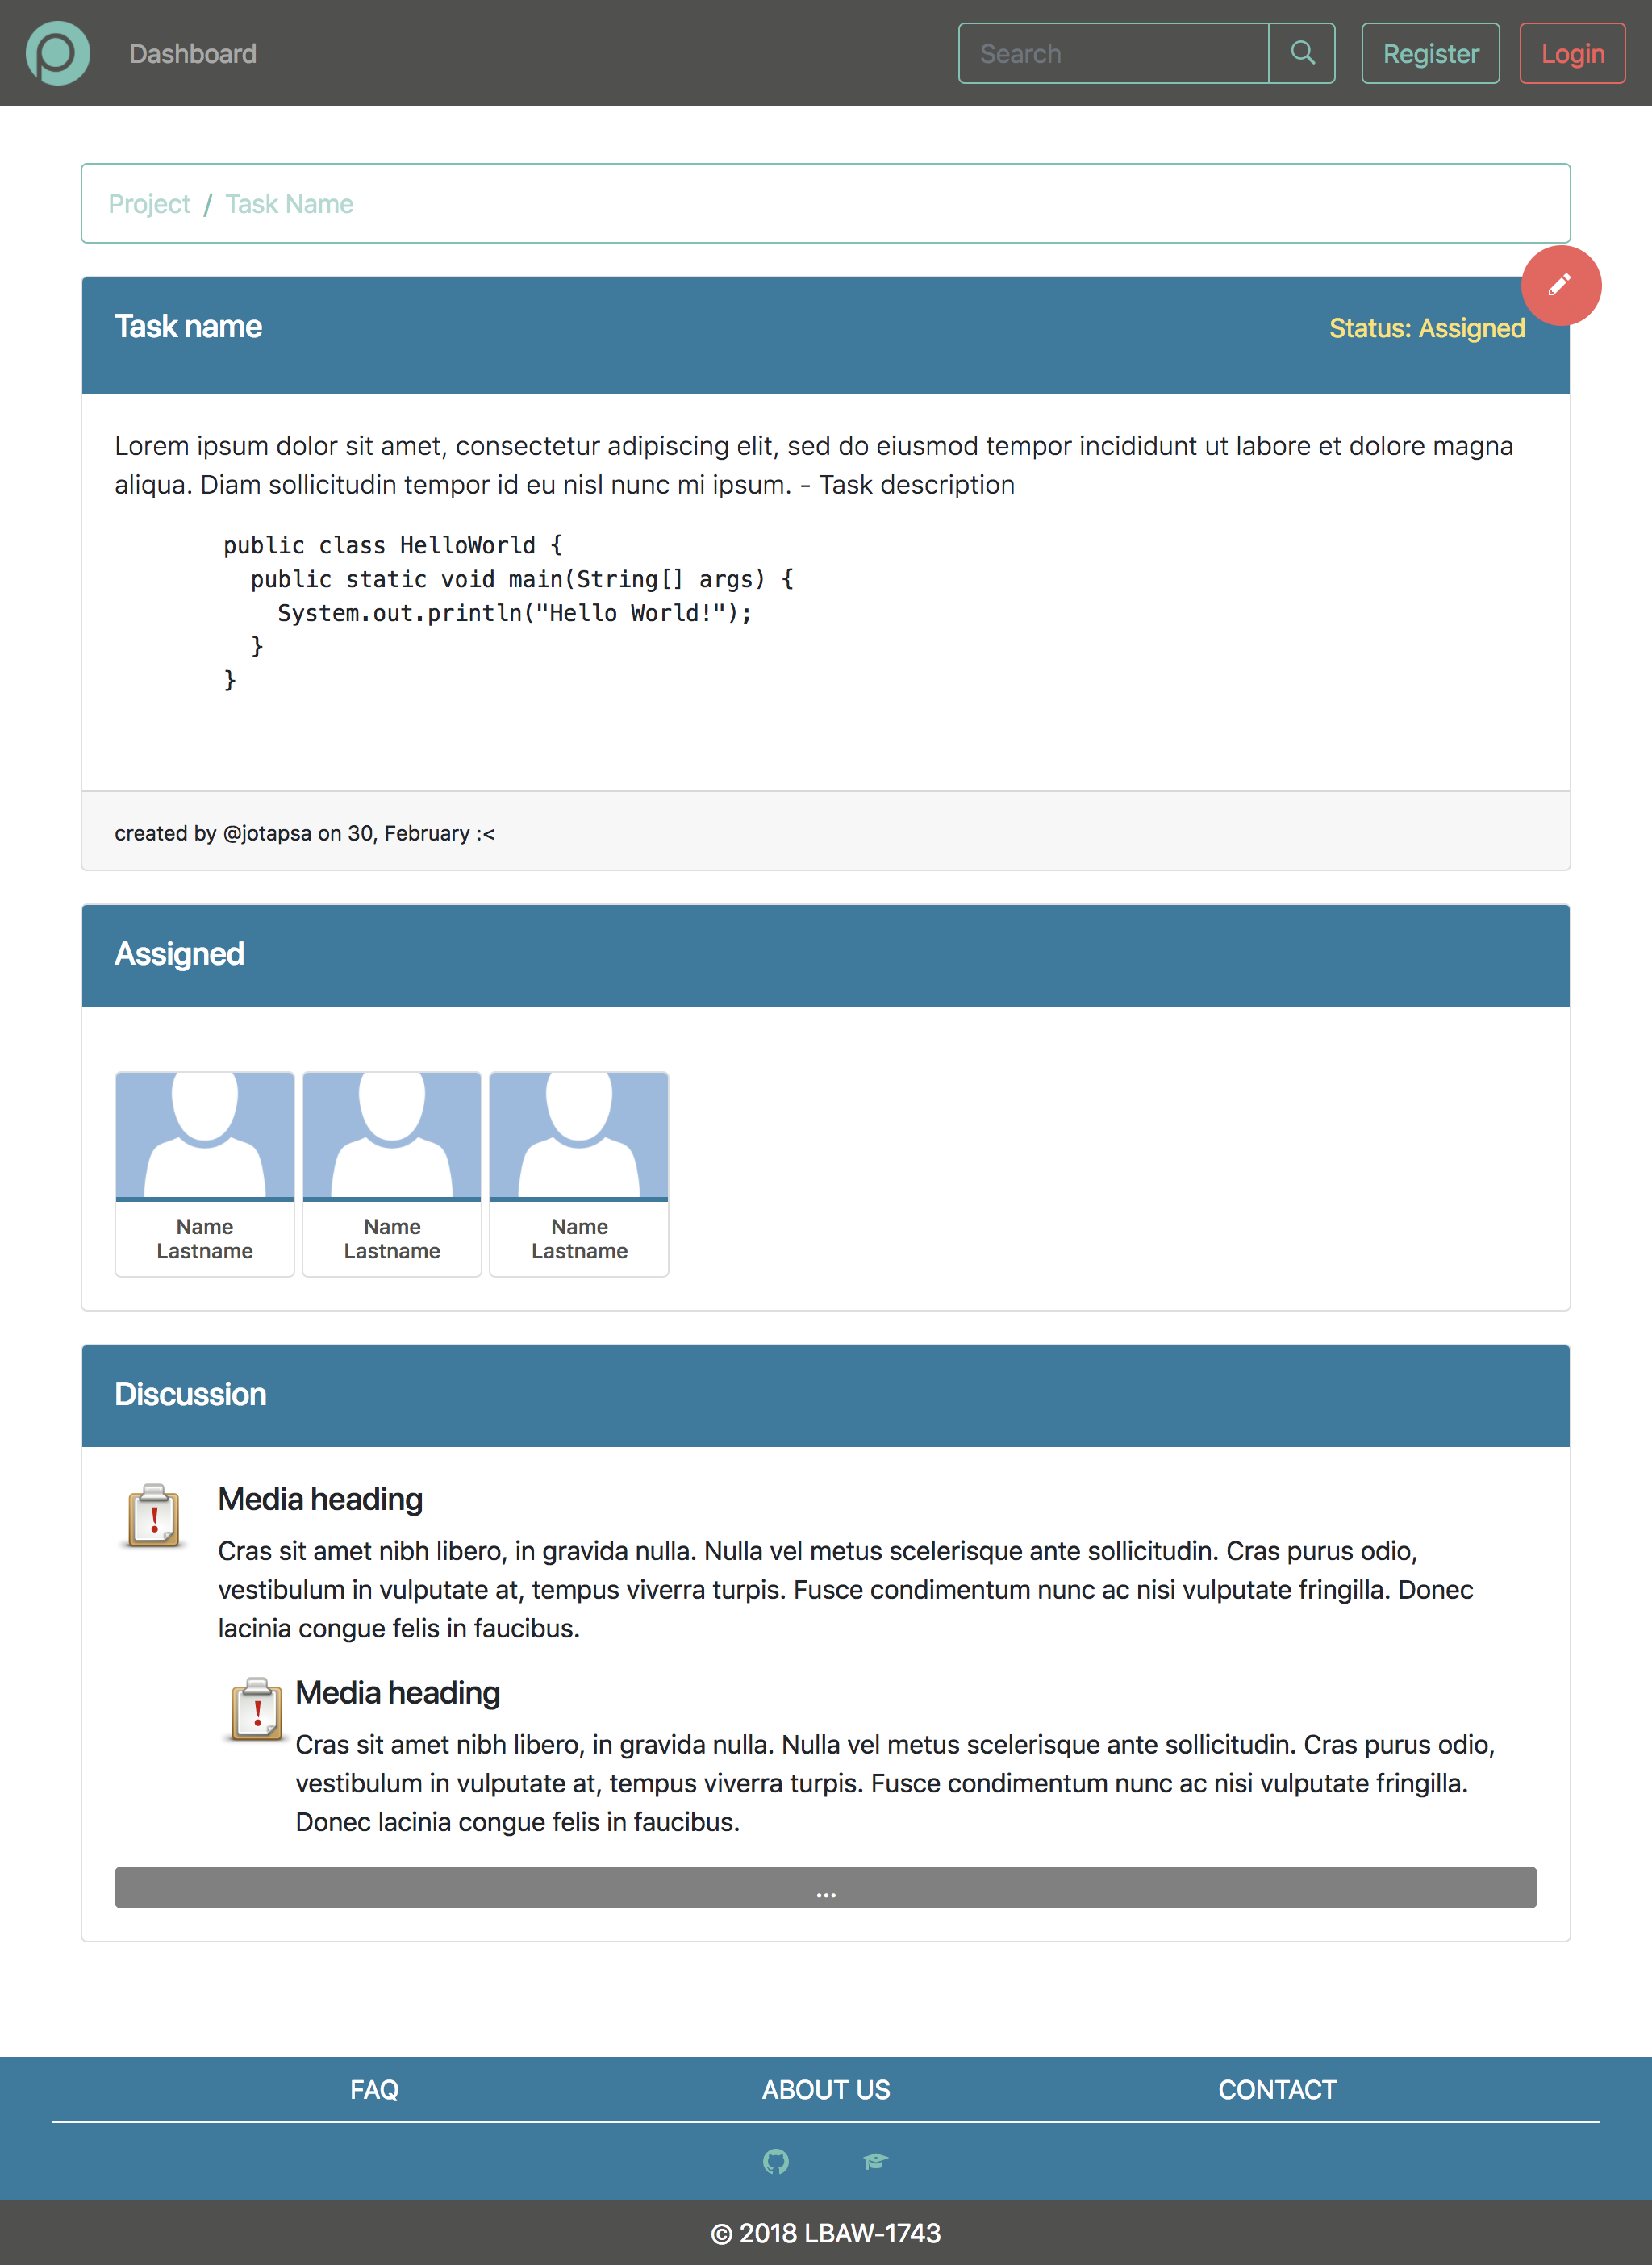 Dashboard
Search
Register
Login
Project / Task Name
Task name
Status: Assigned
Lorem ipsum dolor sit amet, consectetur adipiscing elit, sed do eiusmod tempor incididunt ut labore et dolore magna
aliqua. Diam sollicitudin tempor id eu nisl nunc mi ipsum. - Task description
public class HelloWorld {
  public static void main(String[] args) {
    System.out.println("Hello World!");
  }
}
created by @jotapsa on 30, February :<
Assigned
Name
Lastname
Name
Lastname
Name
Lastname
Discussion
Media heading
Cras sit amet nibh libero, in gravida nulla. Nulla vel metus scelerisque ante sollicitudin. Cras purus odio,
vestibulum in vulputate at, tempus viverra turpis. Fusce condimentum nunc ac nisi vulputate fringilla. Donec
lacinia congue felis in faucibus.
Media heading
Cras sit amet nibh libero, in gravida nulla. Nulla vel metus scelerisque ante sollicitudin. Cras purus odio,
vestibulum in vulputate at, tempus viverra turpis. Fusce condimentum nunc ac nisi vulputate fringilla.
Donec lacinia congue felis in faucibus.
...
FAQ
ABOUT US
CONTACT
© 2018 LBAW-1743